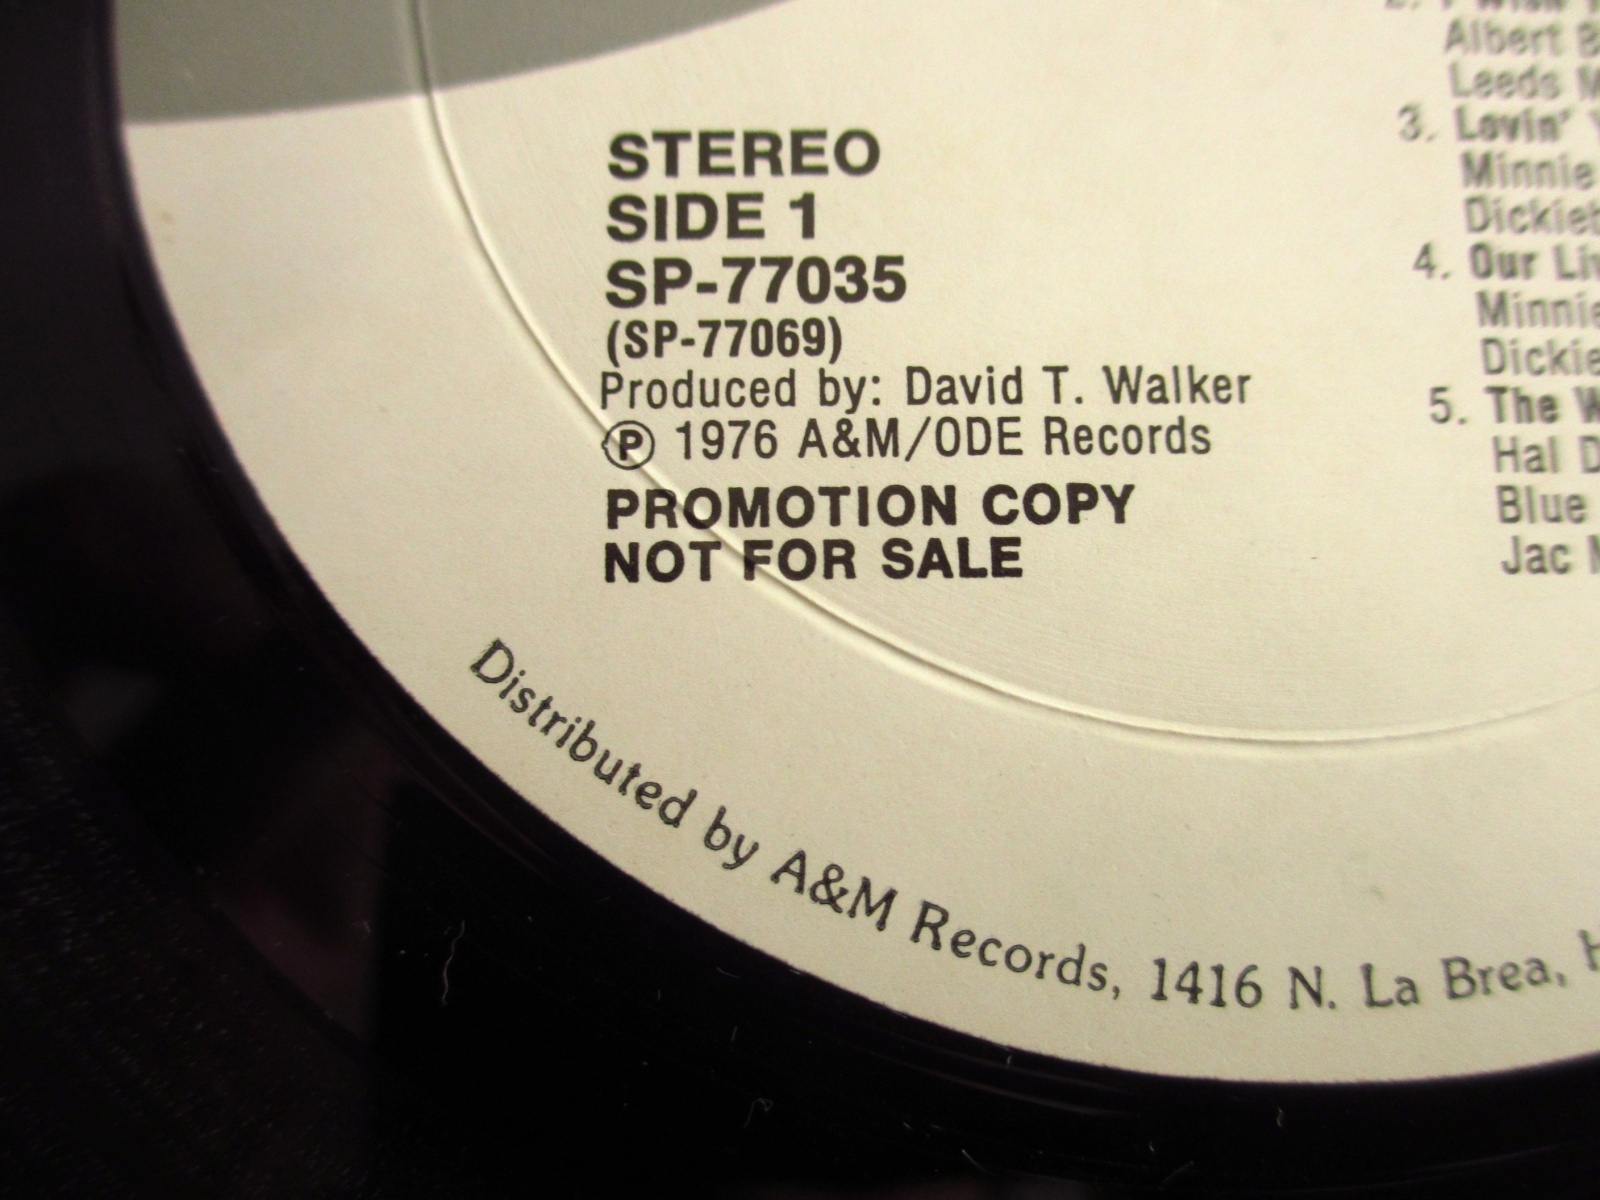 STEREO
SIDE 1
SP-77035
(SP-77069)
Produced by: David T. Walker
℗ 1976 A&M/ODE Records
PROMOTION COPY
NOT FOR SALE
Albert
Leeds
3. Lovin'
Minnie
4. Our
Minnie
5. The
Hal
Blue
Jac
Distributed by A&M Records, 1416 N. La Brea,